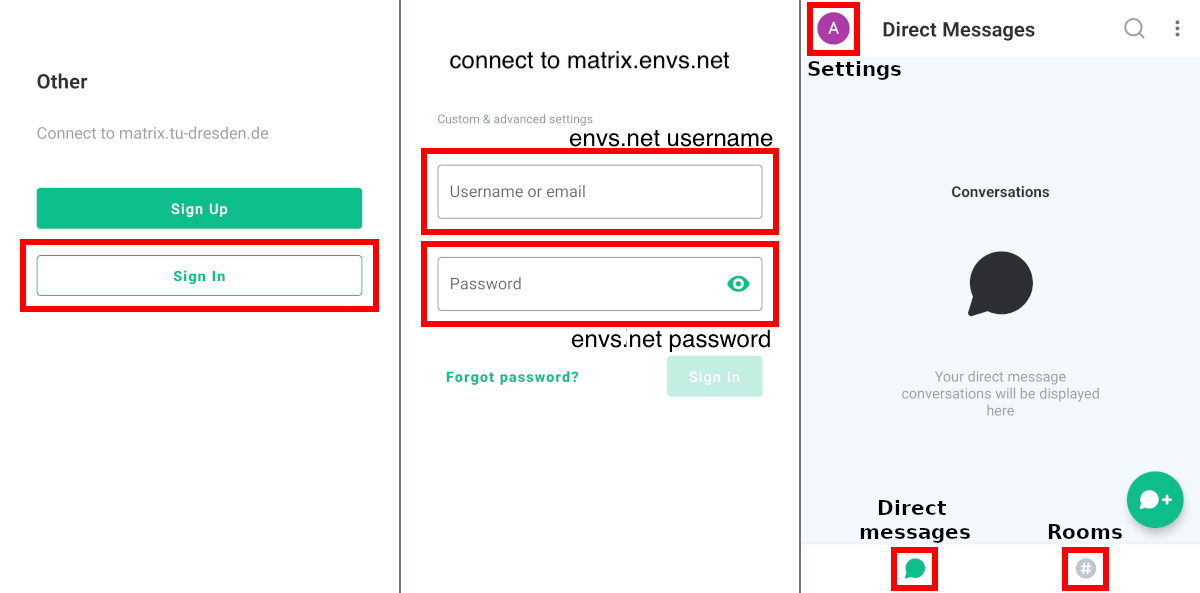 Other
Connect to matrix.tu-dresden.de
Sign Up
Sign In
connect to matrix.envs.net
Custom & advanced settings
envs.net username
Username or email
Password
envs.net password
Forgot password?
Sign In
A
Direct Messages
Settings
Conversations
Your direct message
conversations will be displayed
here
Direct
messages
Rooms
#